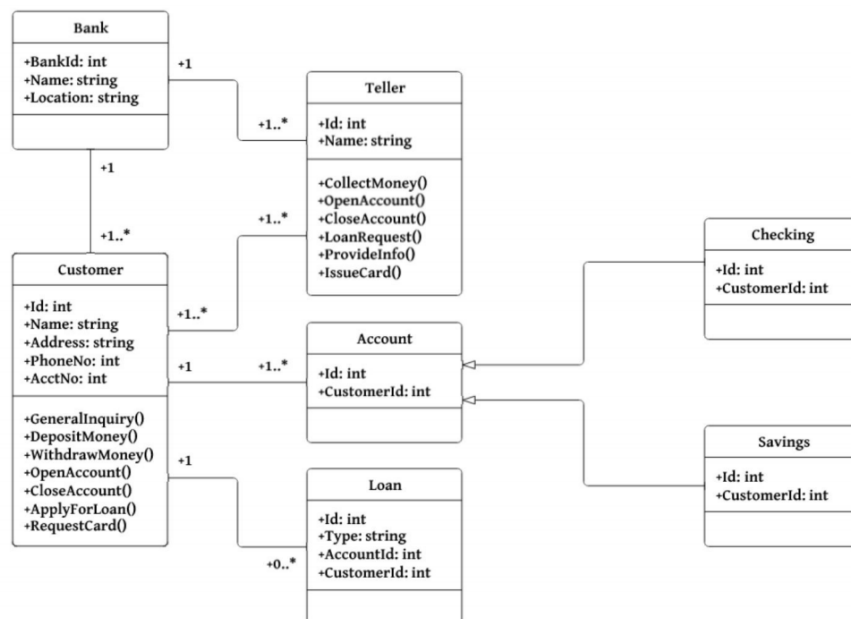 Bank
+BankId: int
+Name: string
+Location: string
+1
+1..*
+1
+1..*
Teller
+Id: int
+Name: string
+CollectMoney()
+OpenAccount()
+CloseAccount()
+LoanRequest()
+ProvideInfo()
+IssueCard()
+1..*
+1..*
Customer
+Id: int
+Name: string
+Address: string
+PhoneNo: int
+AcctNo: int
+GeneralInquiry()
+DepositMoney()
+WithdrawMoney()
+OpenAccount()
+CloseAccount()
+ApplyForLoan()
+RequestCard()
+1
+1..*
Account
+Id: int
+CustomerId: int
+1
+0..*
Loan
+Id: int
+Type: string
+AccountId: int
+CustomerId: int
Checking
+Id: int
+CustomerId: int
Savings
+Id: int
+CustomerId: int